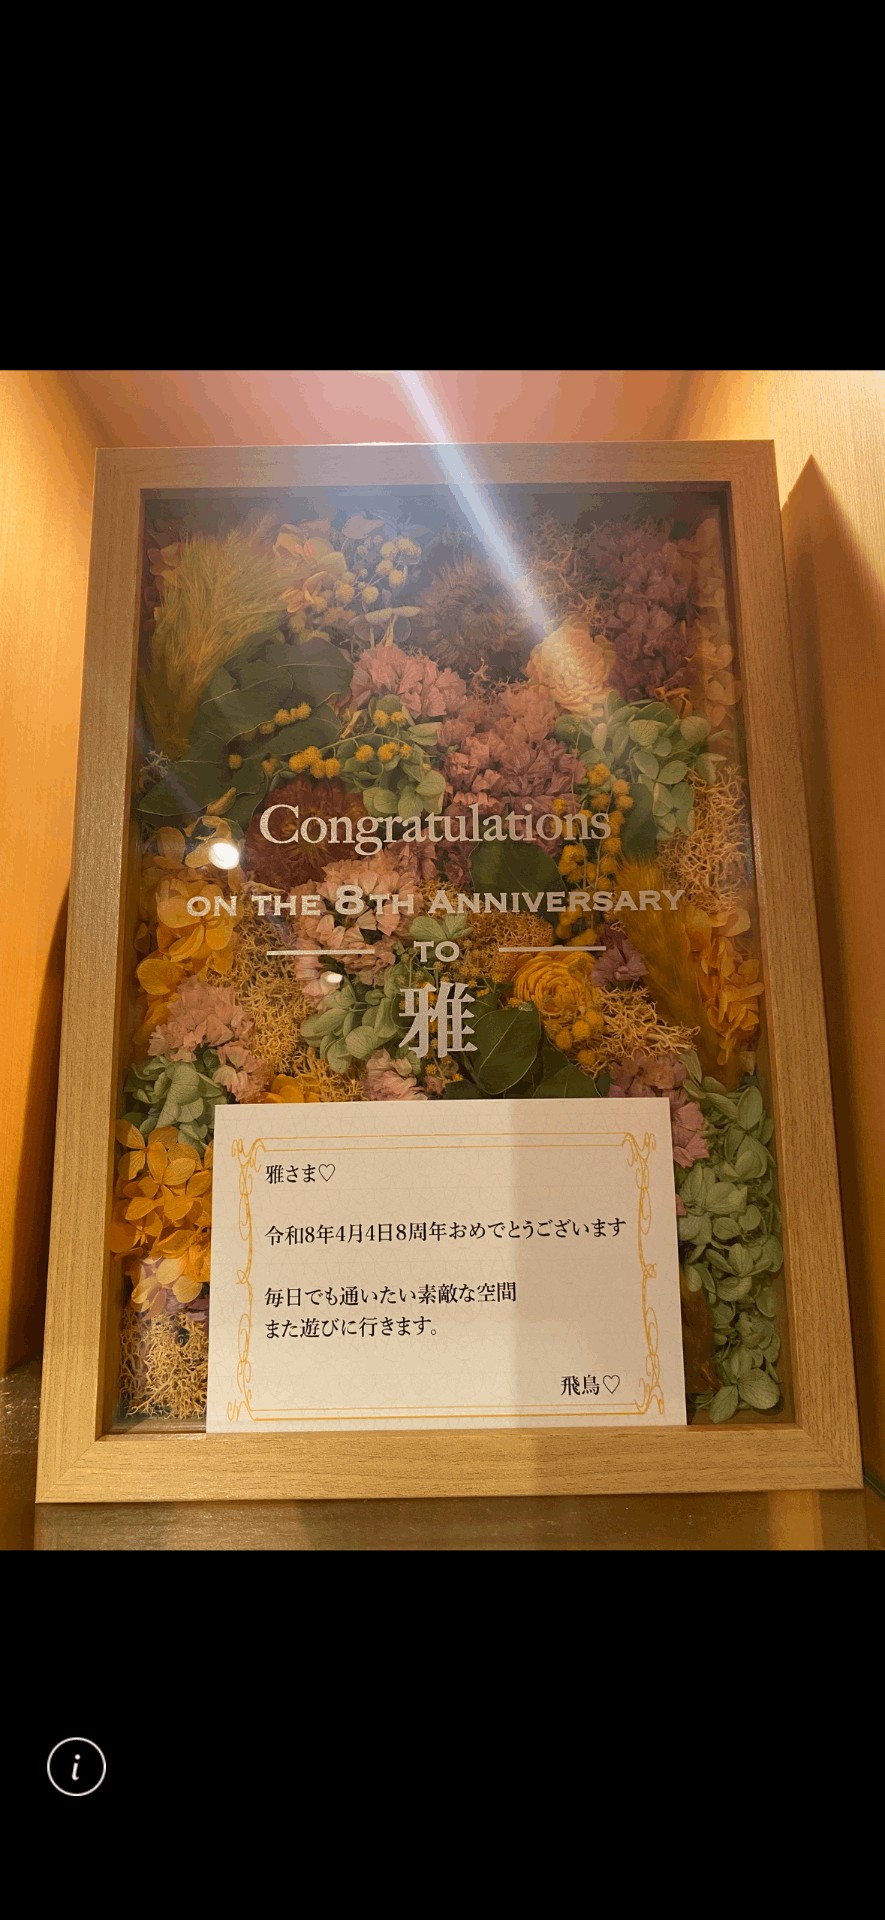 Congratulations
ON THE 8TH ANNIVERSARY
TO
雅
雅さま♡
令和8年4月4日8周年おめでとうございます
毎日でも通いたい素敵な空間
また遊びに行きます。
飛鳥♡
i